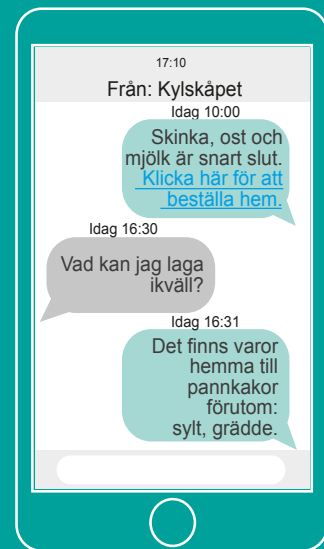 17:10
Från: Kylskåpet
Idag 10:00
Skinka, ost och
mjölk är snart slut.
Klicka här för att
beställa hem.
Idag 16:30
Vad kan jag laga
ikväll?
Idag 16:31
Det finns varor
hemma till
pannkakor
förutom:
sylt, grädde.